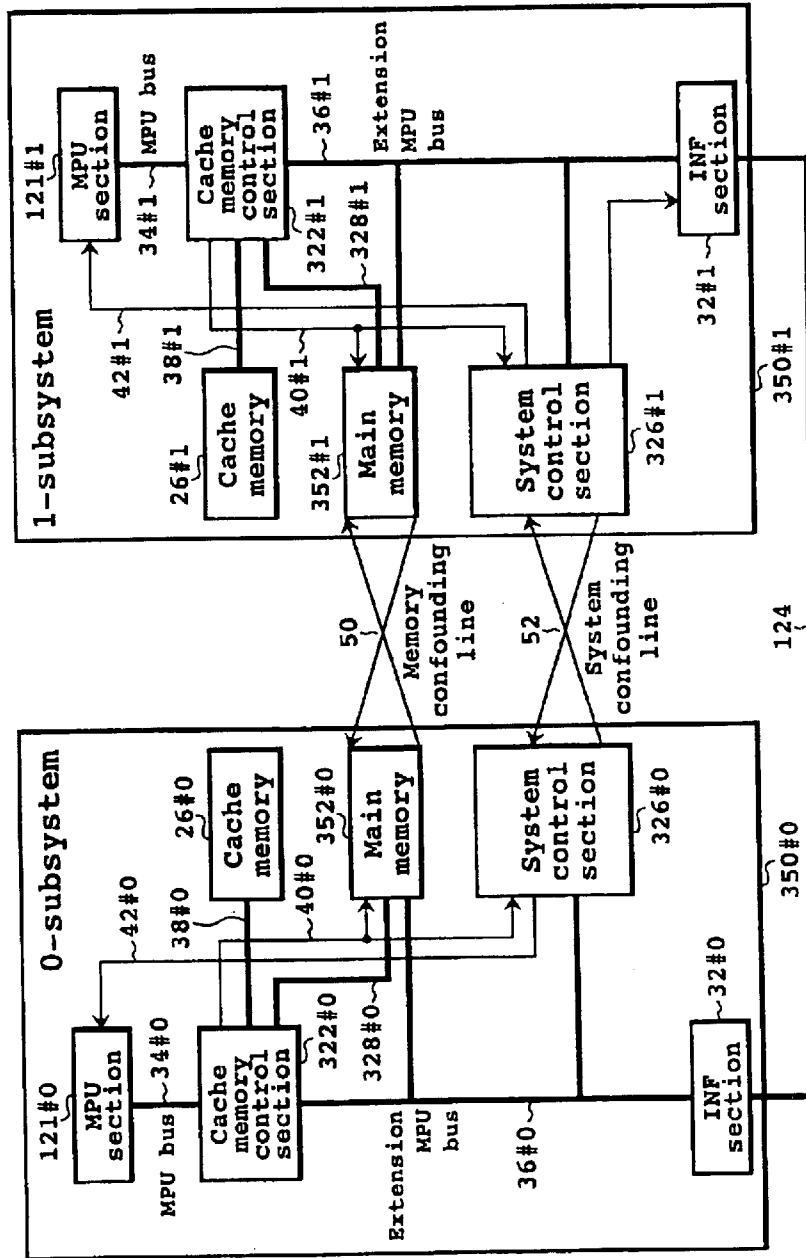 0-subsystem
121#0
MPU section
42#0
MPU bus
34#0
Cache memory control section
38#0
26#0
Cache memory
322#0
40#0
352#0
Main memory
328#0
Extension MPU bus
36#0
System control section
326#0
INF section
32#0
350#0
50
Memory confounding line
52
System confounding line
124
1-subsystem
121#1
MPU section
42#1
34#1
MPU bus
38#1
26#1
Cache memory
Cache memory control section
322#1
40#1
328#1
36#1
Extension MPU bus
352#1
Main memory
System control section
326#1
INF section
32#1
350#1